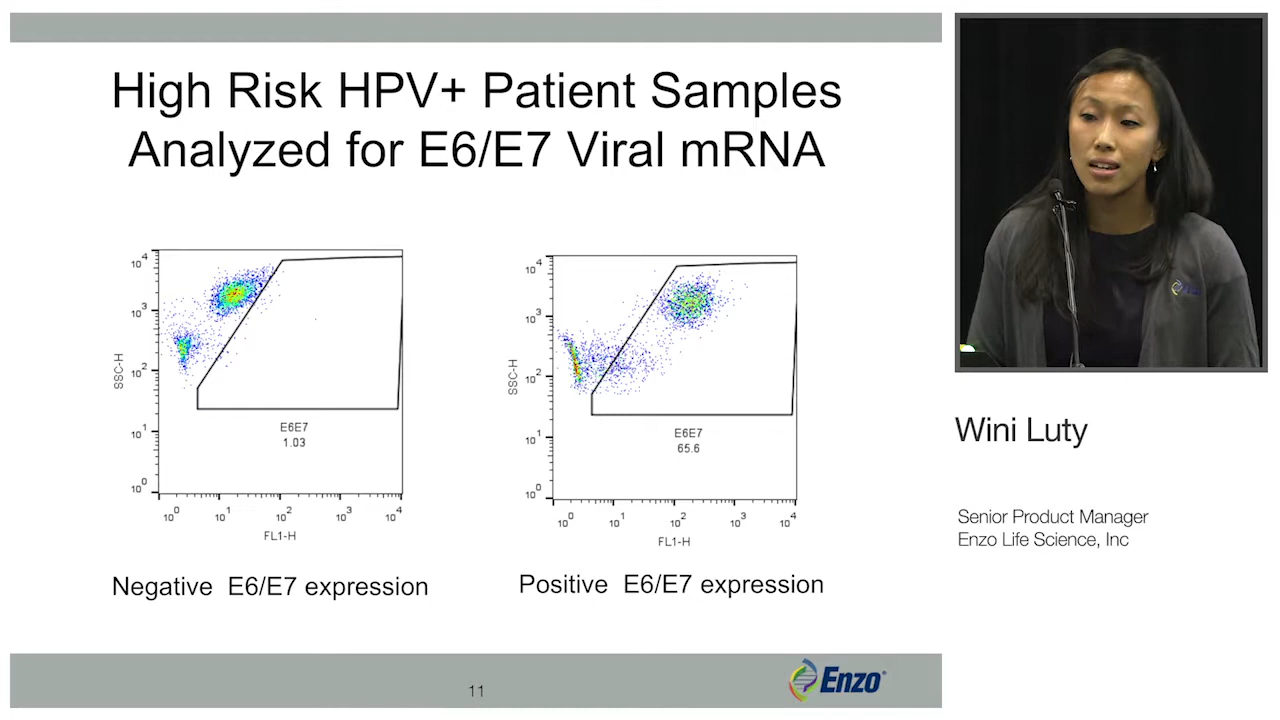 High Risk HPV+ Patient Samples
Analyzed for E6/E7 Viral mRNA
10^4
10^3
10^2
10^1
10^0
SSC-H
E6E7
1.03
10^0 10^1 10^2 10^3 10^4
FL1-H
Negative E6/E7 expression
10^4
10^3
10^2
10^1
10^0
SSC-H
E6E7
65.6
10^0 10^1 10^2 10^3 10^4
FL1-H
Positive E6/E7 expression
11
Enzo®
Wini Luty
Senior Product Manager
Enzo Life Science, Inc